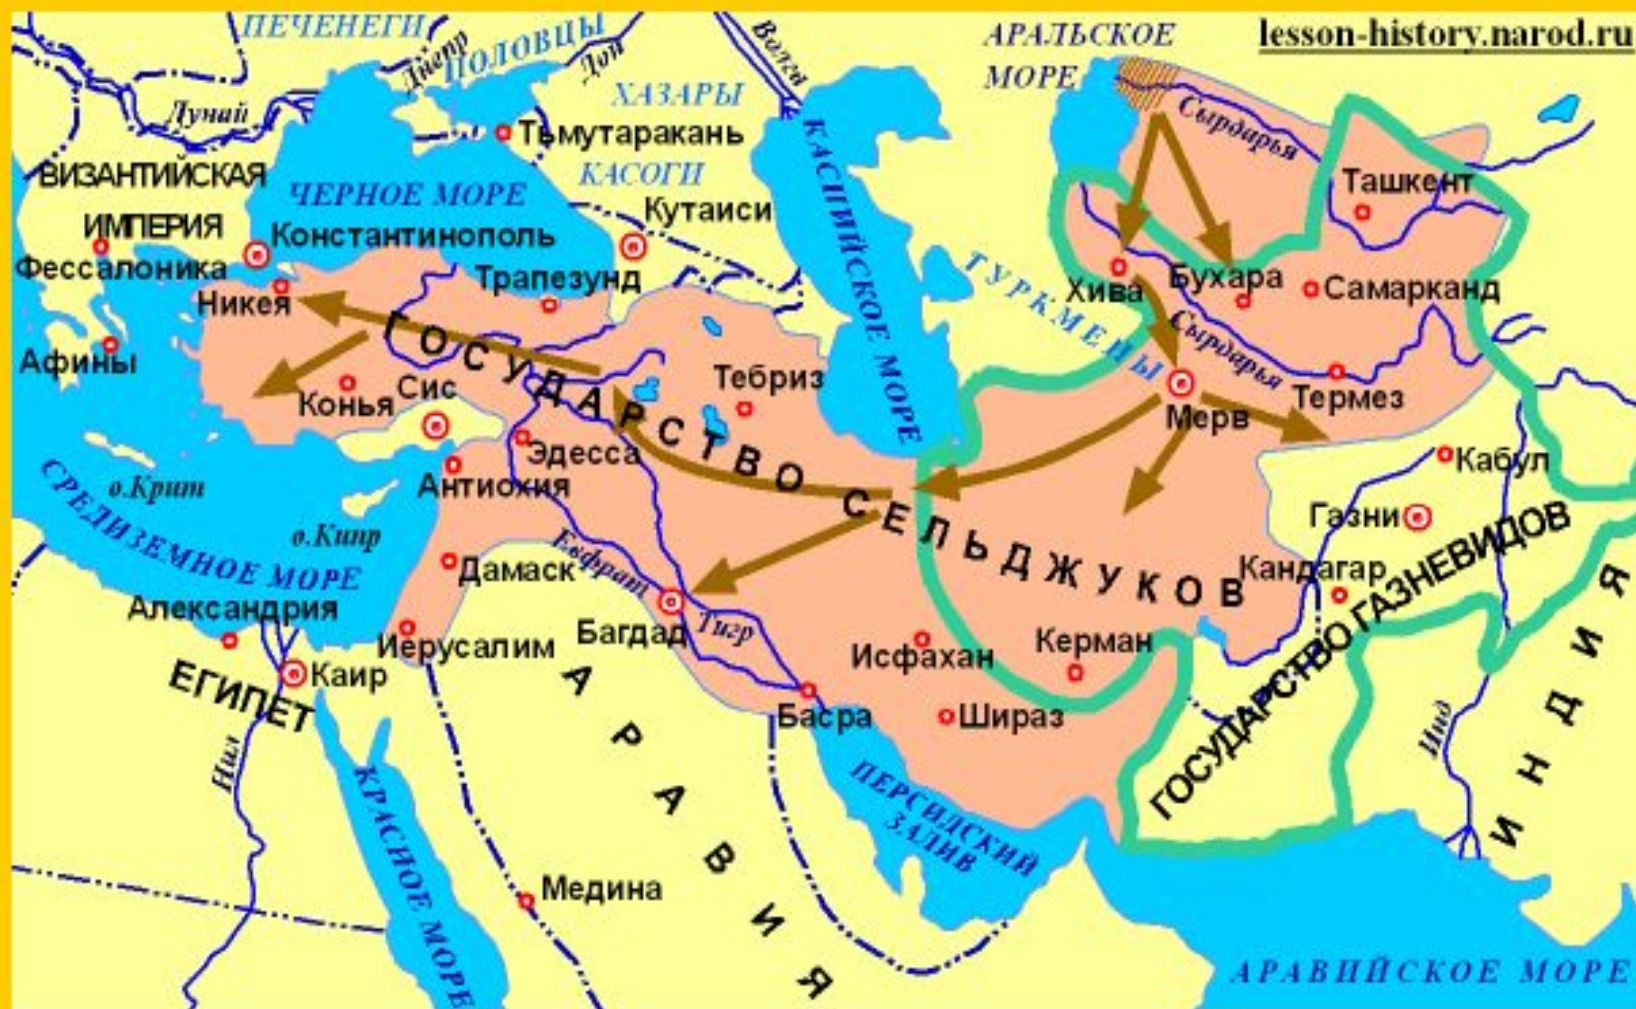 ПЕЧЕНЕГИ
Днепр
ПОЛОВЦЫ
Дон
Волга
АРАЛЬСКОЕ
МОРЕ
lesson-history.narod.ru
Дунай
ХАЗАРЫ
Тьмутаракань
КАСПИЙСКОЕ МОРЕ
Сырдарья
ВИЗАНТИЙСКАЯ
ИМПЕРИЯ
ЧЕРНОЕ МОРЕ
КАСОГИ
Кутаиси
Ташкент
Константинополь
Фессалоника
Никея
Трапезунд
ТУРКМЕНЫ
Хива
Бухара
Самарканд
Сырдарья
Афины
ГОСУДАРСТВО СЕЛЬДЖУКОВ
Конья
Сис
Тебриз
Мерв
Термез
Эдесса
Антиохия
Кабул
Газни
о.Крит
о.Кипр
СРЕДИЗЕМНОЕ МОРЕ
Евфрат
Дамаск
Кандагар
ГОСУДАРСТВО ГАЗНЕВИДОВ
Александрия
Иерусалим
Багдад
Тигр
Исфахан
Керман
ЕГИПЕТ
Каир
АРАВИЯ
Басра
Шираз
Инд
ИНДИЯ
Нил
КРАСНОЕ МОРЕ
ПЕРСИДСКИЙ
ЗАЛИВ
Медина
АРАВИЙСКОЕ МОРЕ